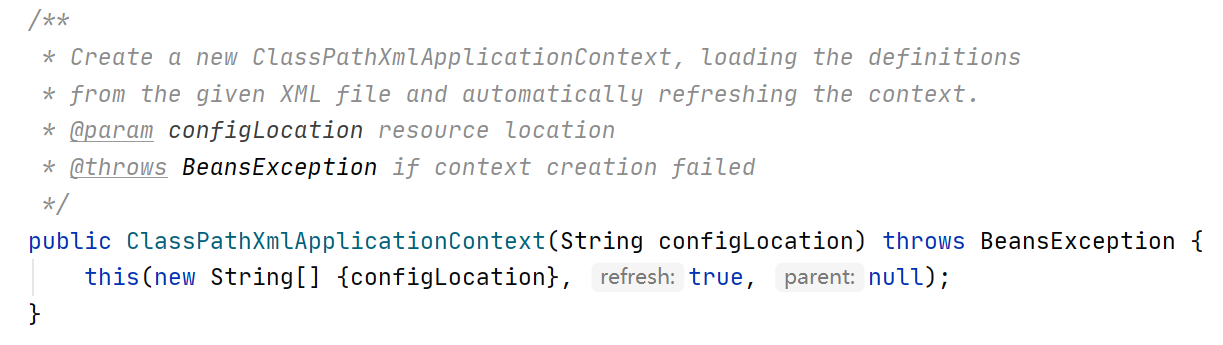 /**
 * Create a new ClassPathXmlApplicationContext, loading the definitions
 * from the given XML file and automatically refreshing the context.
 * @param configLocation resource location
 * @throws BeansException if context creation failed
 */
public ClassPathXmlApplicationContext(String configLocation) throws BeansException {
    this(new String[] {configLocation}, refresh: true, parent: null);
}